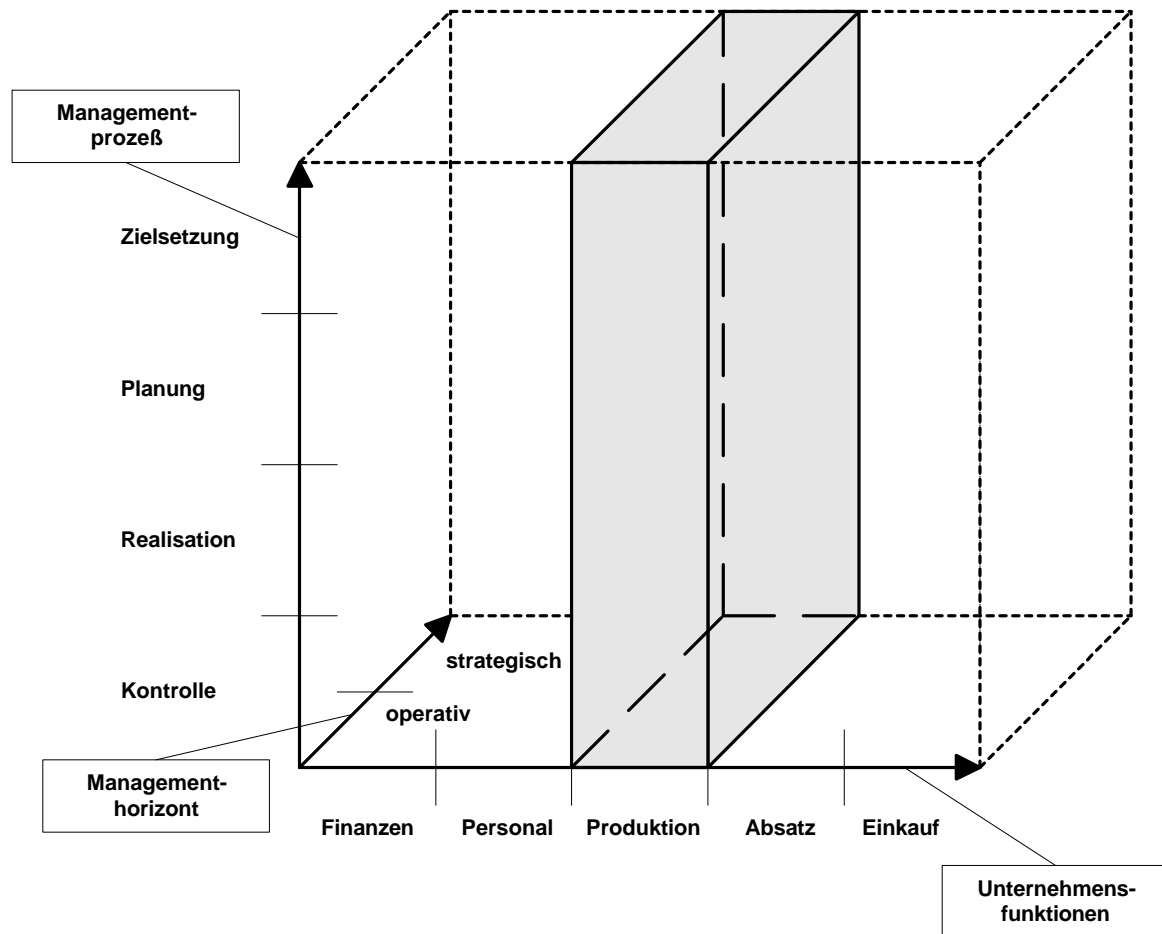 Management-
prozeß
Zielsetzung
Planung
Realisation
strategisch
Kontrolle
operativ
Management-
horizont
Finanzen Personal Produktion Absatz Einkauf
Unternehmens-
funktionen